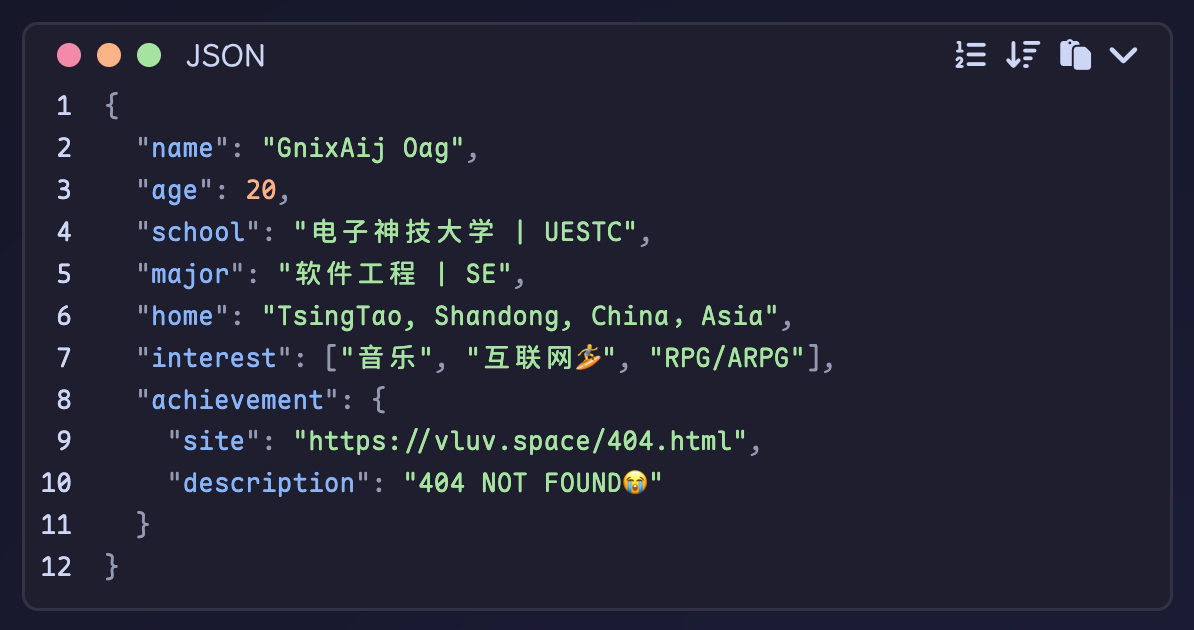 JSON
1 {
2   "name": "GnixAij Oag",
3   "age": 20,
4   "school": "电子神技大学 | UESTC",
5   "major": "软件工程 | SE",
6   "home": "TsingTao, Shandong, China, Asia",
7   "interest": ["音乐", "互联网🏄", "RPG/ARPG"],
8   "achievement": {
9     "site": "https://vluv.space/404.html",
10     "description": "404 NOT FOUND😭"
11   }
12 }